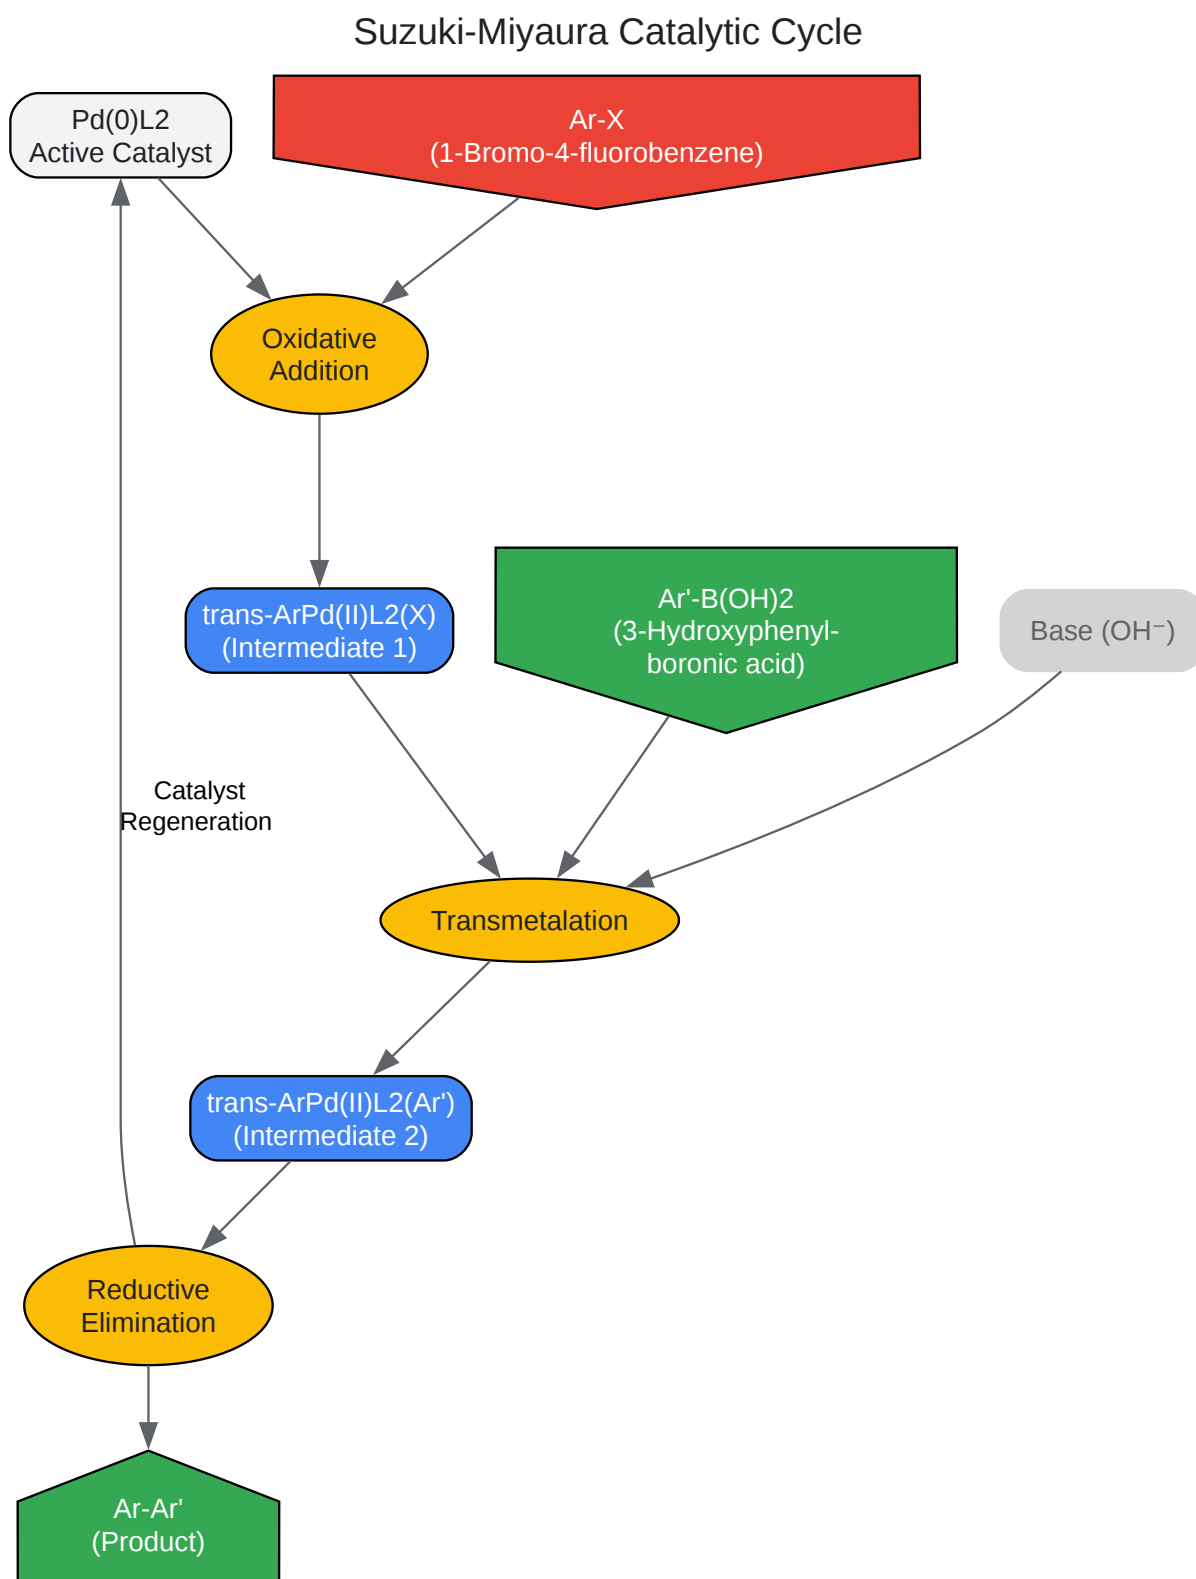 Suzuki-Miyaura Catalytic Cycle
Pd(0)L2
Active Catalyst
Ar-X
(1-Bromo-4-fluorobenzene)
Oxidative
Addition
trans-ArPd(II)L2(X)
(Intermediate 1)
Ar'-B(OH)2
(3-Hydroxyphenyl-
boronic acid)
Base (OH⁻)
Catalyst
Regeneration
Transmetalation
trans-ArPd(II)L2(Ar')
(Intermediate 2)
Reductive
Elimination
Ar-Ar'
(Product)